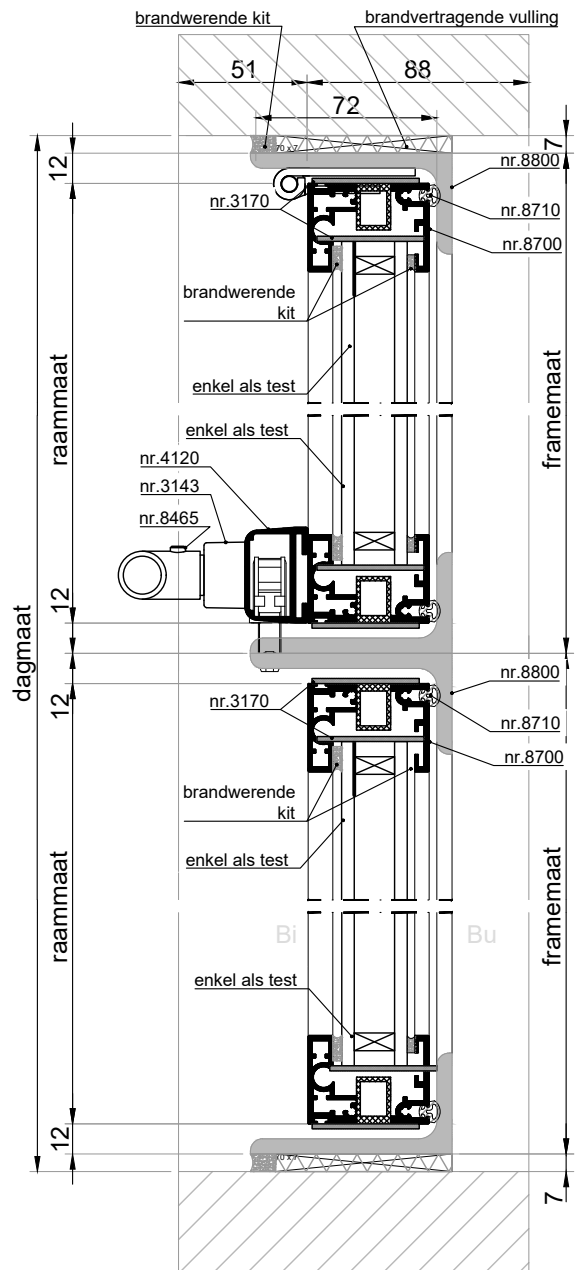 brandwerende kit
brandvertragende vulling
51
88
72
7
12
70 x 7
nr.8800
nr.3170
nr.8710
nr.8700
brandwerende
kit
raammaat
framemaat
enkel als test
enkel als test
nr.4120
nr.3143
nr.8465
12
dagmaat
12
nr.8800
nr.3170
nr.8710
nr.8700
brandwerende
kit
enkel als test
raammaat
framemaat
Bi
Bu
enkel als test
12
7